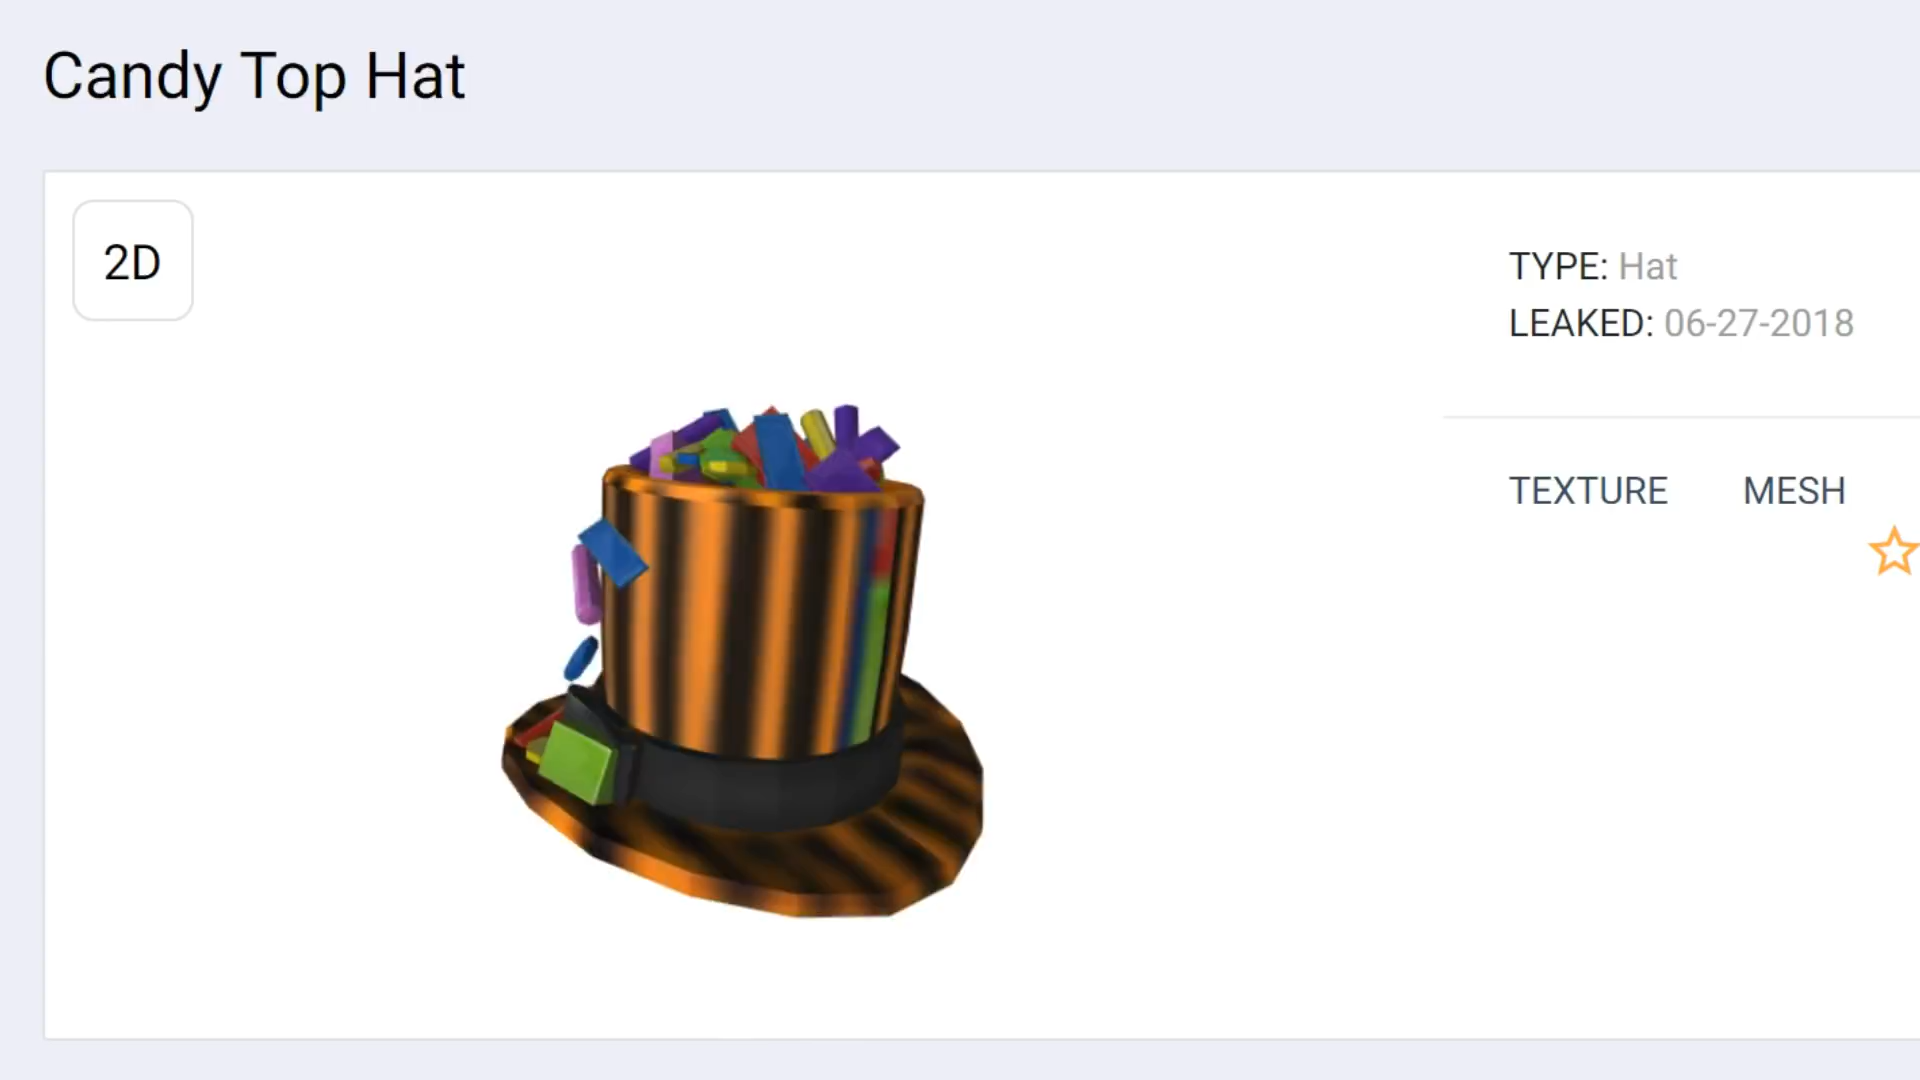 Candy Top Hat
2D
TYPE: Hat
LEAKED: 06-27-2018
TEXTURE MESH